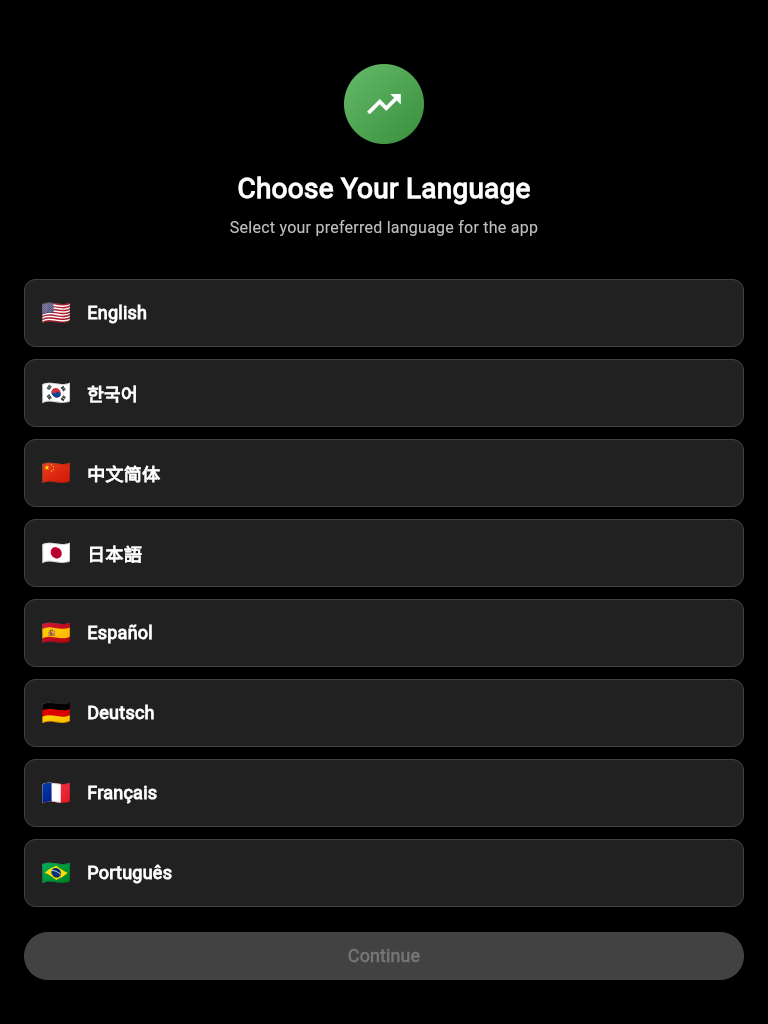 Choose Your Language
Select your preferred language for the app
English
한국어
中文简体
日本語
Español
Deutsch
Français
Português
Continue